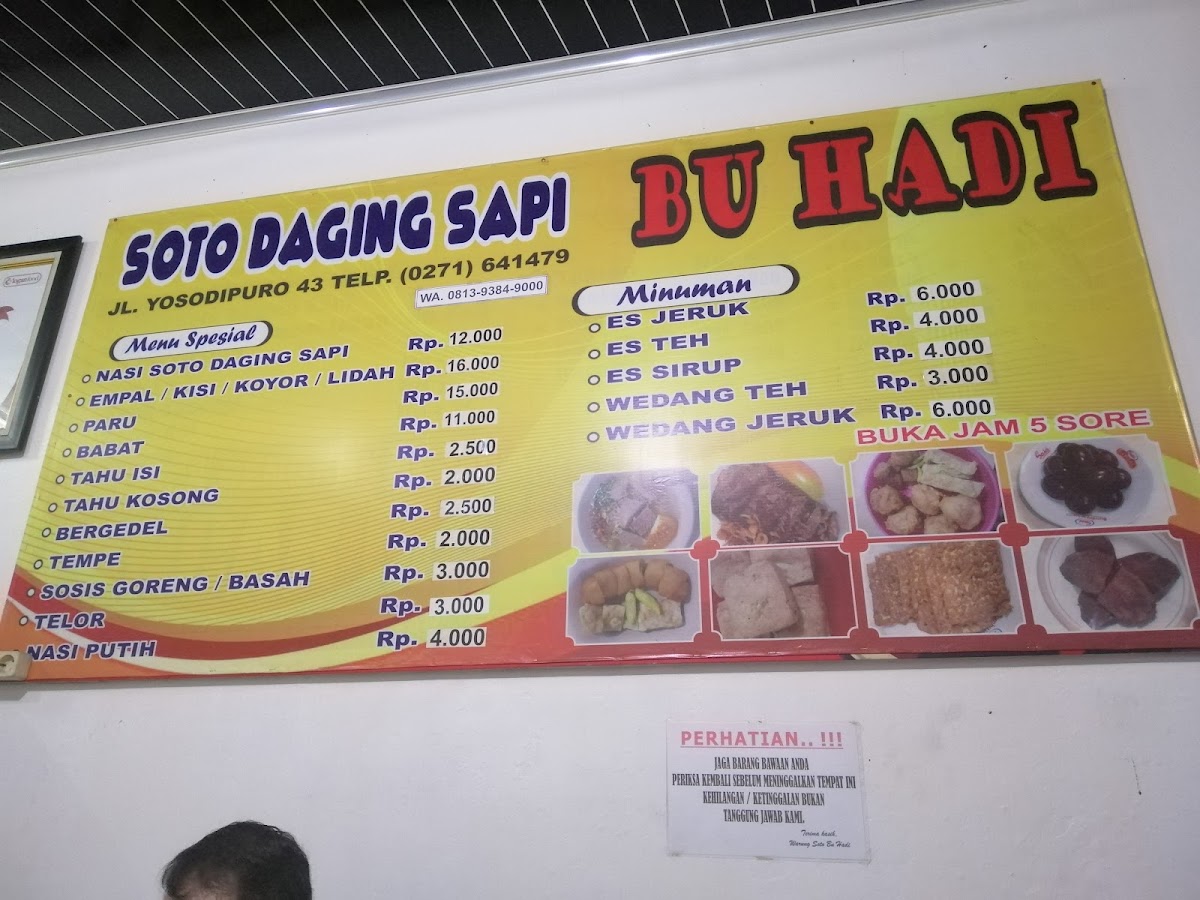 SOTO DAGING SAPI BU HADI
JL. YOSODIPURO 43 TELP. (0271) 641479
WA. 0813-9384-9000
Menu Spesial
NASI SOTO DAGING SAPI Rp. 12.000
EMPAL / KISI / KOYOR / LIDAH Rp. 16.000
PARU Rp. 15.000
BABAT Rp. 11.000
TAHU ISI Rp. 2.500
TAHU KOSONG Rp. 2.000
BERGEDEL Rp. 2.500
TEMPE Rp. 2.000
SOSIS GORENG / BASAH Rp. 3.000
TELOR Rp. 3.000
NASI PUTIH Rp. 4.000
Minuman
ES JERUK Rp. 6.000
ES TEH Rp. 4.000
ES SIRUP Rp. 4.000
WEDANG TEH Rp. 3.000
WEDANG JERUK Rp. 6.000
BUKA JAM 5 SORE
PERHATIAN.. !!!
JAGA BARANG BAWAAN ANDA
PERIKSA KEMBALI SEBELUM MENINGGALKAN TEMPAT INI
KEHILANGAN / KETINGGALAN BUKAN
TANGGUNG JAWAB KAMI.
Terima kasih,
Warung Soto Bu Hadi